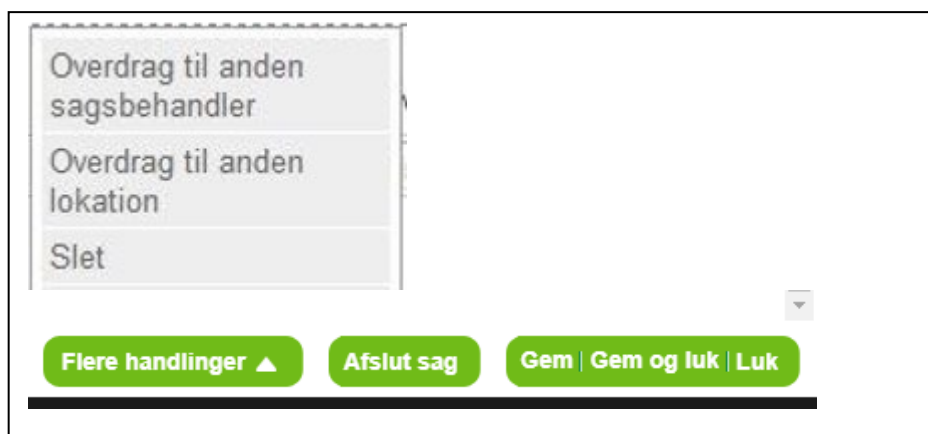 Overdrag til anden
sagsbehandler
Overdrag til anden
lokation
Slet
Flere handlinger ▲ Afslut sag Gem | Gem og luk | Luk